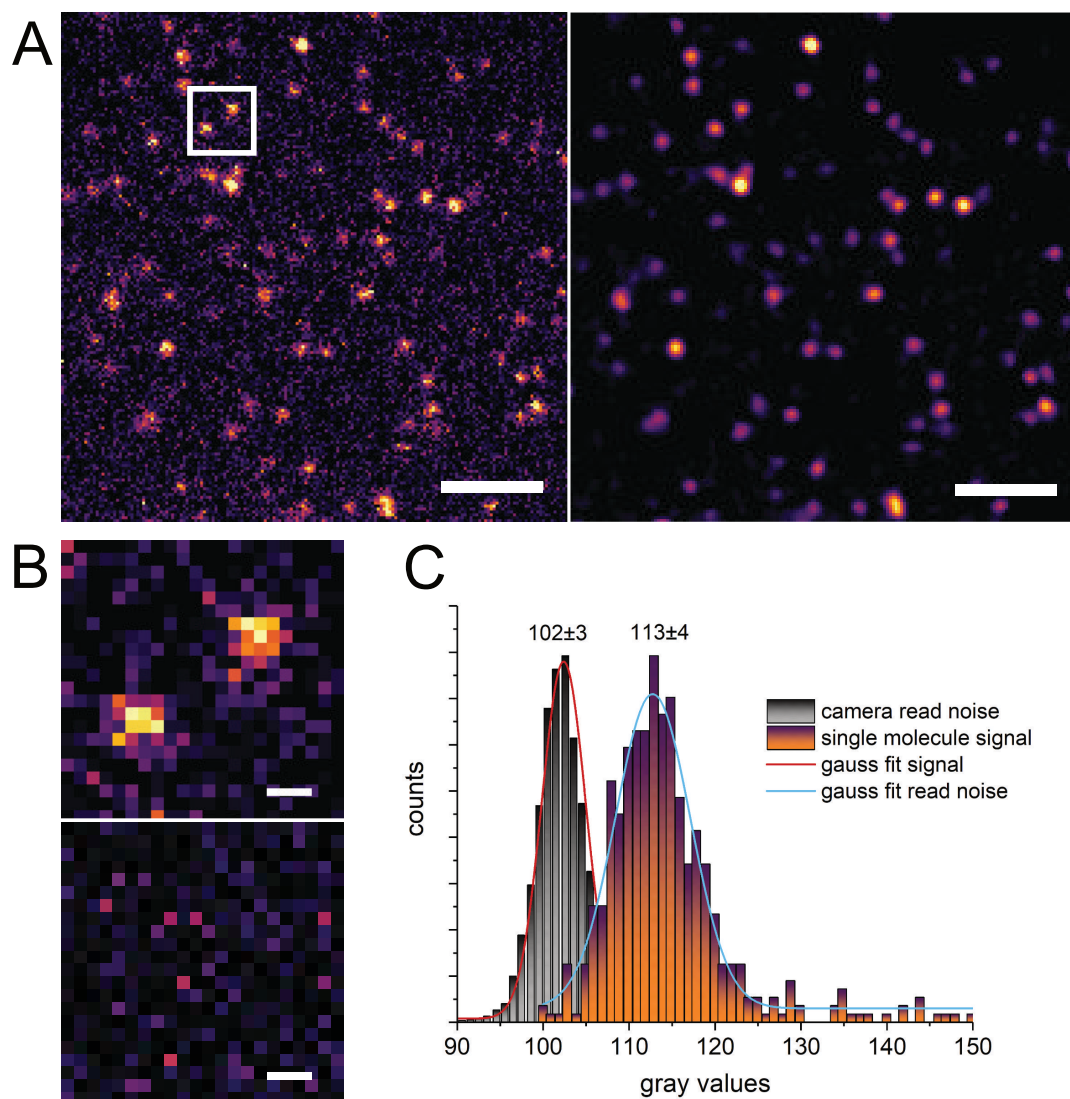 A
B
C
102±3
113±4
camera read noise
single molecule signal
gauss fit signal
gauss fit read noise
counts
90
100
110
120
130
140
150
gray values